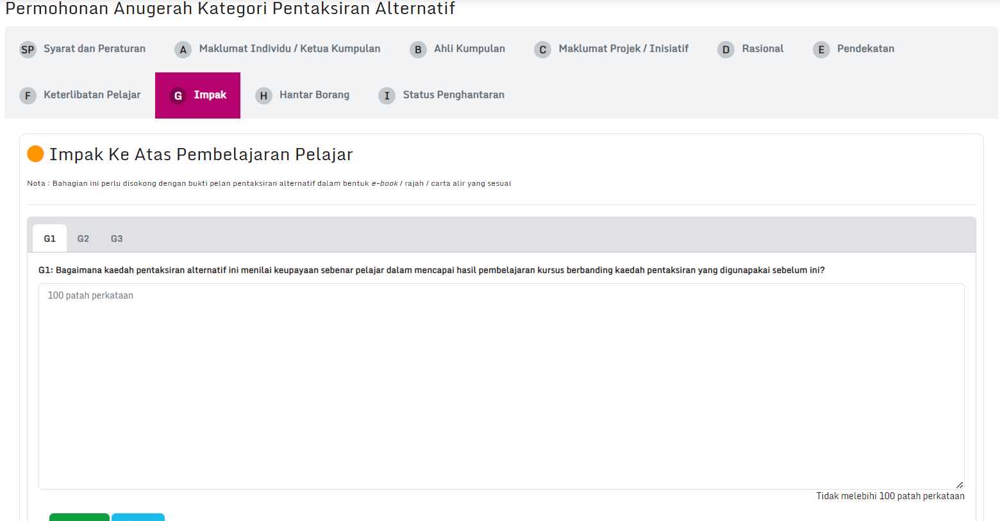 Permohonan Anugerah Kategori Pentaksiran Alternatif
SP Syarat dan Peraturan A Maklumat Individu / Ketua Kumpulan B Ahli Kumpulan C Maklumat Projek / Inisiatif D Rasional E Pendekatan
F Keterlibatan Pelajar G Impak H Hantar Borang I Status Penghantaran
Impak Ke Atas Pembelajaran Pelajar
Nota : Bahagian ini perlu disokong dengan bukti pelan pentaksiran alternatif dalam bentuk e-book / rajah / carta alir yang sesuai
G1 G2 G3
G1: Bagaimana kaedah pentaksiran alternatif ini menilai keupayaan sebenar pelajar dalam mencapai hasil pembelajaran kursus berbanding kaedah pentaksiran yang digunapakai sebelum ini?
100 patah perkataan
Tidak melebihi 100 patah perkataan